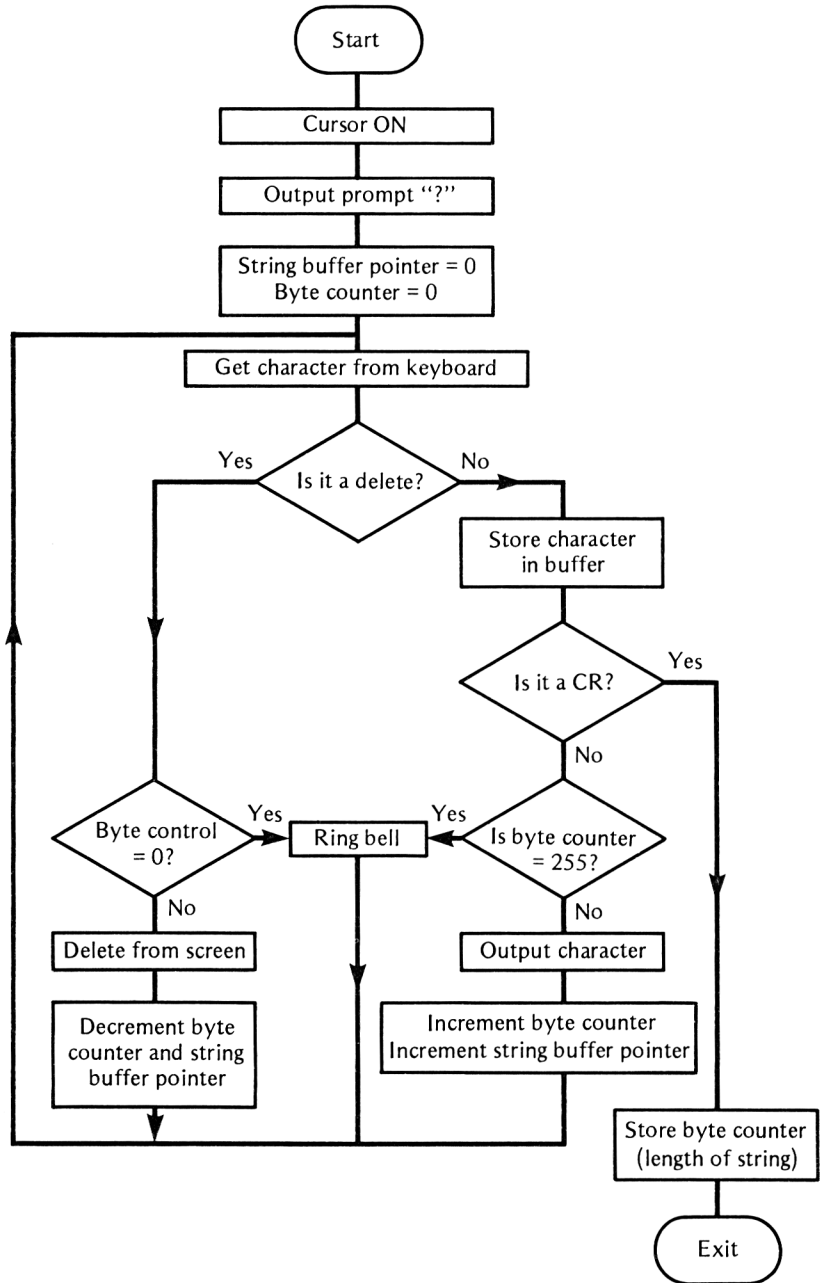 Start
Cursor ON
Output prompt “?”
String buffer pointer = 0
Byte counter = 0
Get character from keyboard
Yes
Is it a delete?
No
Store character
in buffer
Is it a CR?
Yes
No
Byte control
= 0?
Yes
Ring bell
Yes
Is byte counter
= 255?
No
No
Delete from screen
Output character
Decrement byte
counter and string
buffer pointer
Increment byte counter
Increment string buffer pointer
Store byte counter
(length of string)
Exit